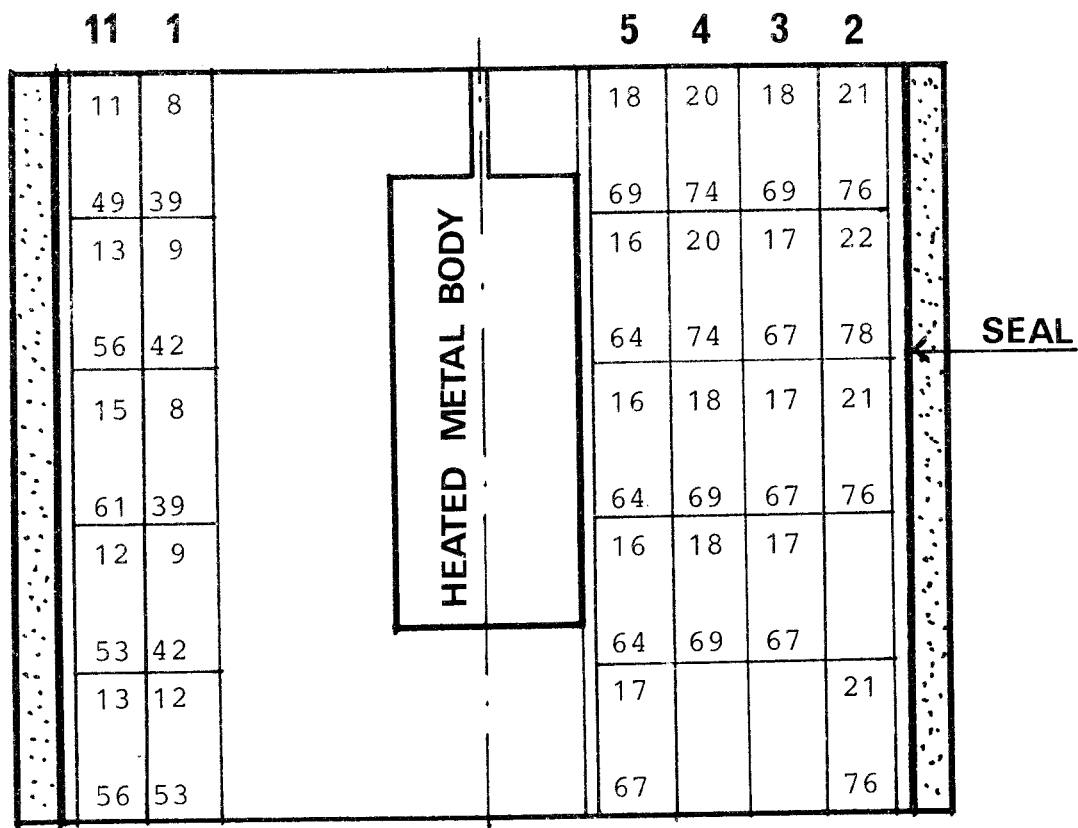 11 1 5 4 3 2
11 8 18 20 18 21
49 39 69 74 69 76
13 9 16 20 17 22
56 42 64 74 67 78
SEAL
15 8 16 18 17 21
61 39 64 69 67 76
12 9 16 18 17
53 42 64 69 67
13 12 17 21
56 53 67 76
HEATED METAL BODY